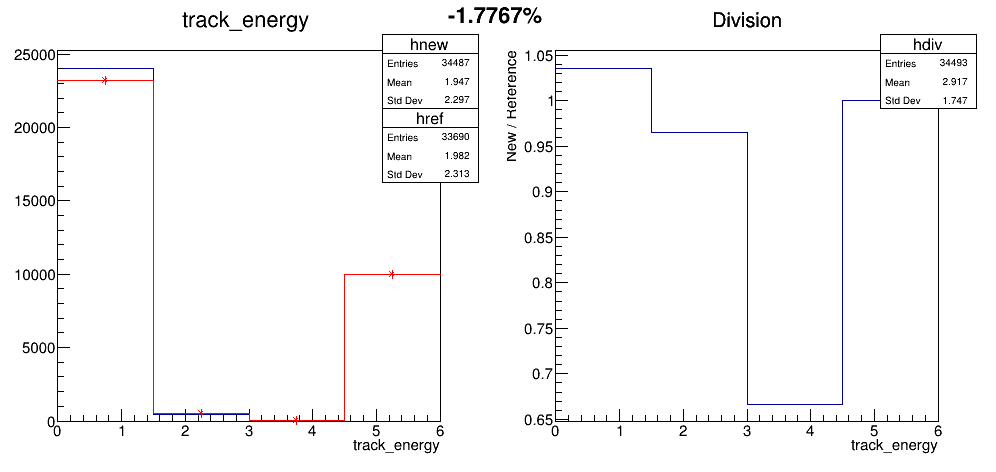 track_energy
-1.7767%
Division
hnew
Entries 34487
Mean 1.947
Std Dev 2.297
href
Entries 33690
Mean 1.982
Std Dev 2.313
25000
20000
15000
10000
5000
0
0 1 2 3 4 5 6
track_energy
hdiv
Entries 34493
Mean 2.917
Std Dev 1.747
New / Reference
1.05
1
0.95
0.9
0.85
0.8
0.75
0.7
0.65
0 1 2 3 4 5 6
track_energy